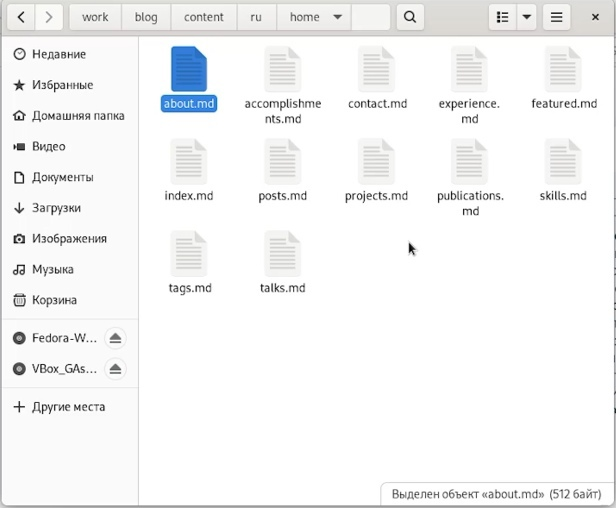 work blog content ru home
Недавние
Избранные
Домашняя папка
Видео
Документы
Загрузки
Изображения
Музыка
Корзина
Fedora-W...
VBox_GAs...
Другие места
about.md
accomplishme
nts.md
contact.md
experience.
md
featured.md
index.md
posts.md
projects.md
publications.
md
skills.md
tags.md
talks.md
Выделен объект «about.md» (512 байт)